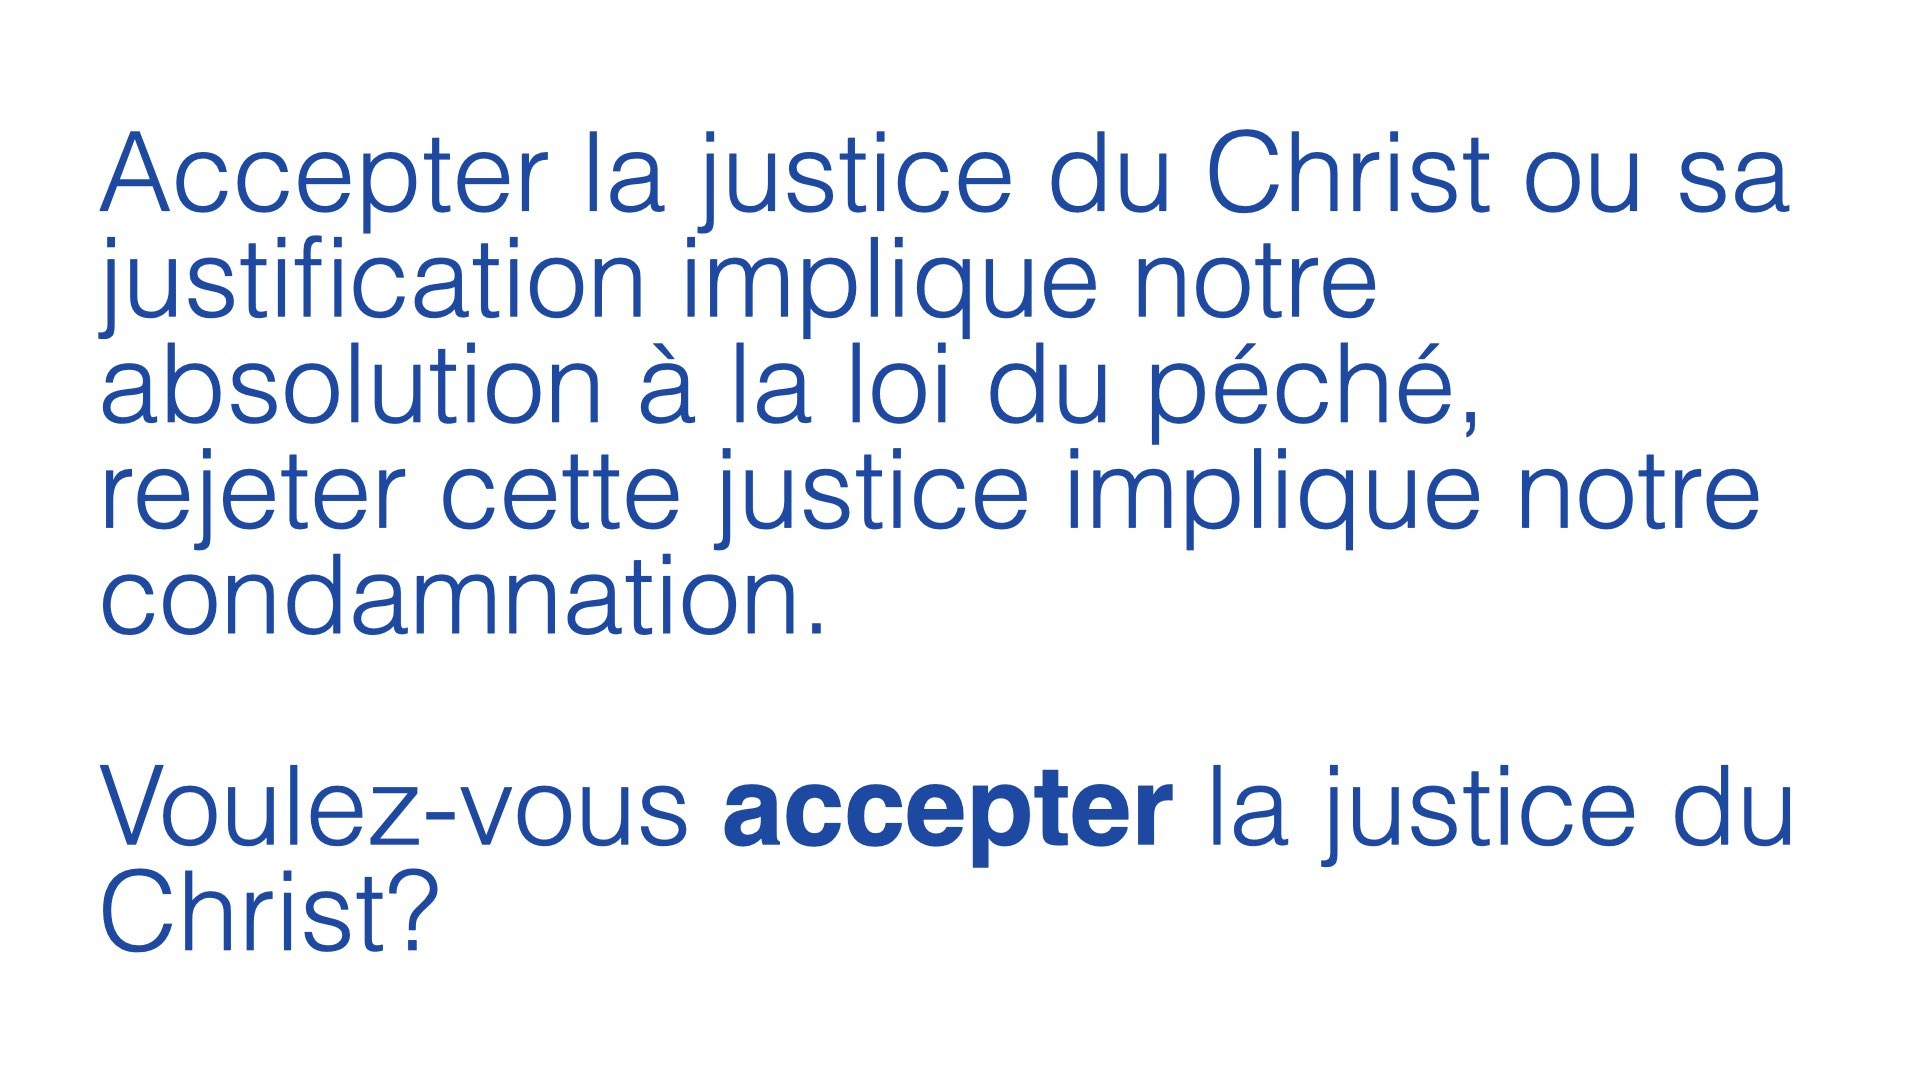 Accepter la justice du Christ ou sa
justification implique notre
absolution à la loi du péché,
rejeter cette justice implique notre
condamnation.
Voulez-vous accepter la justice du
Christ?